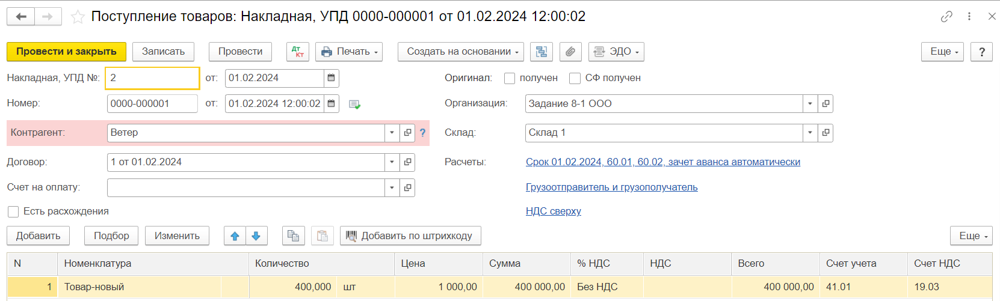 Поступление товаров: Накладная, УПД 0000-000001 от 01.02.2024 12:00:02
Провести и закрыть Записать Провести Дт Кт Печать Создать на основании ЭДО Еще ?
Накладная, УПД №: 2 от: 01.02.2024 Оригинал: получен СФ получен
Номер: 0000-000001 от: 01.02.2024 12:00:02 Организация: Задание 8-1 ООО
Контрагент: Ветер ? Склад: Склад 1
Договор: 1 от 01.02.2024 Расчеты: Срок 01.02.2024, 60.01, 60.02, зачет аванса автоматически
Счет на оплату: Грузоотправитель и грузополучатель
Есть расхождения НДС сверху
Добавить Подбор Изменить Добавить по штрихкоду Еще
N Номенклатура Количество Цена Сумма % НДС НДС Всего Счет учета Счет НДС
1 Товар-новый 400,000 шт 1 000,00 400 000,00 Без НДС 400 000,00 41.01 19.03